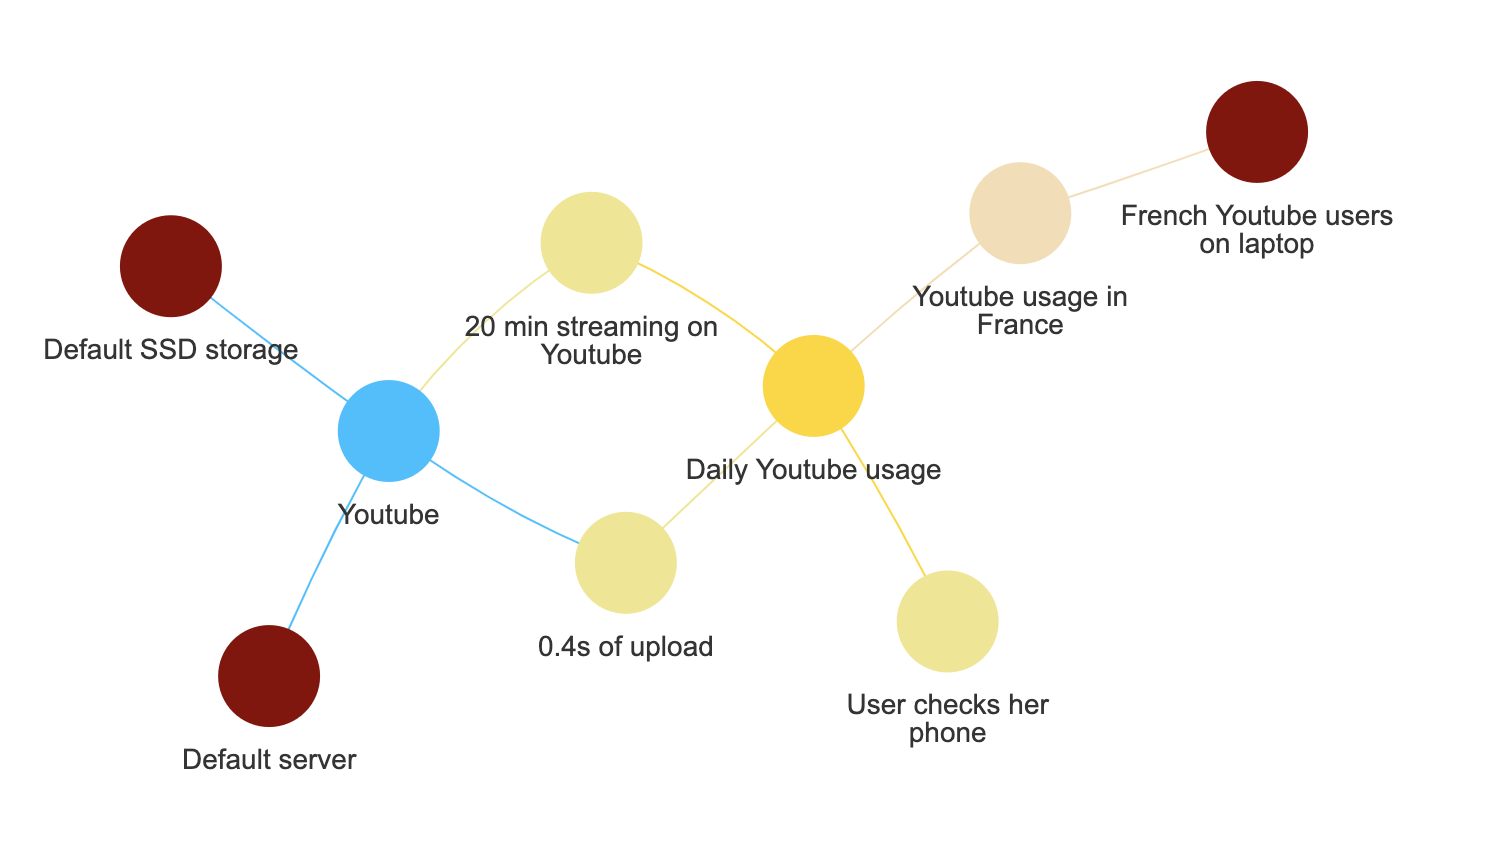 French Youtube users
on laptop
Youtube usage in
France
20 min streaming on
Youtube
Default SSD storage
Daily Youtube usage
Youtube
0.4s of upload
User checks her
phone
Default server